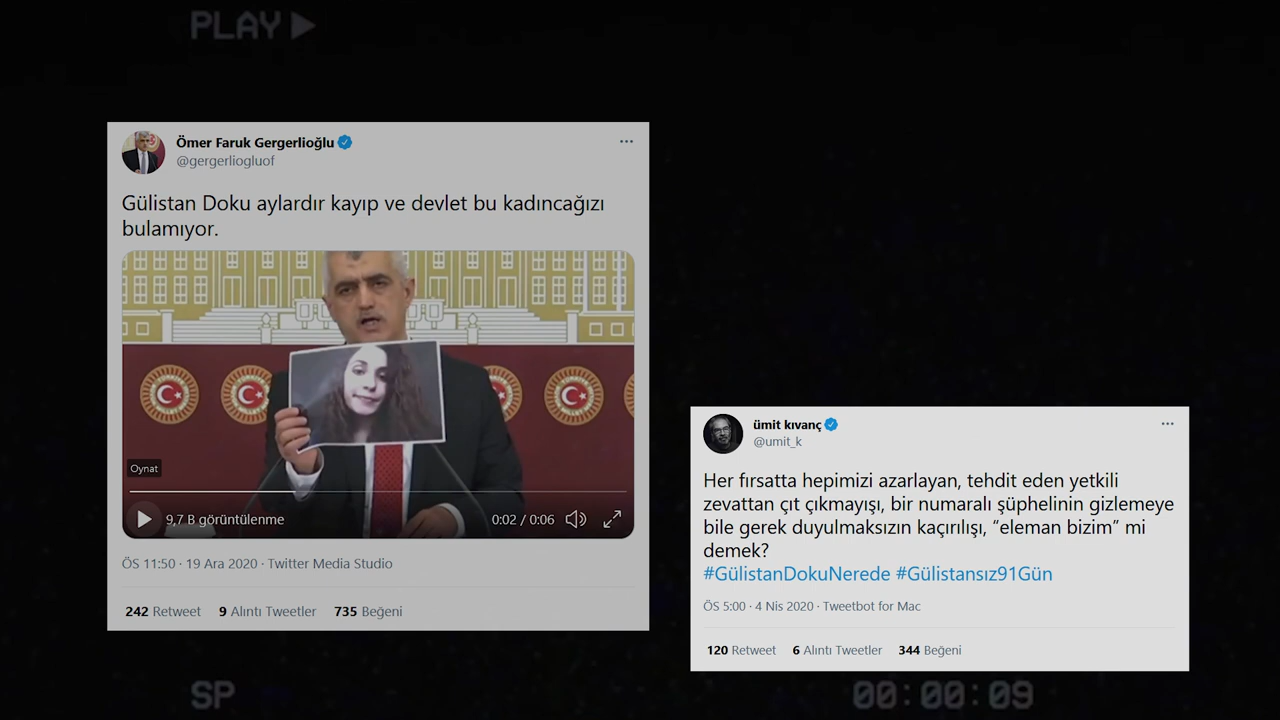 PLAY
Ömer Faruk Gergerlioğlu
@gergerliogluof
Gülistan Doku aylardır kayıp ve devlet bu kadıncağızı
bulamıyor.
Oynat
9,7 B görüntülenme
0:02 / 0:06
ÖS 11:50 · 19 Ara 2020 · Twitter Media Studio
242 Retweet 9 Alıntı Tweetler 735 Beğeni
ümit kıvanç
@umit_k
Her fırsatta hepimizi azarlayan, tehdit eden yetkili
zevattan çıt çıkmayışı, bir numaralı şüphelinin gizlemeye
bile gerek duyulmaksızın kaçırılışı, “eleman bizim” mi
demek?
#GülistanDokuNerede #Gülistansız91Gün
ÖS 5:00 · 4 Nis 2020 · Tweetbot for Mac
120 Retweet 6 Alıntı Tweetler 344 Beğeni
SP
00:00:09